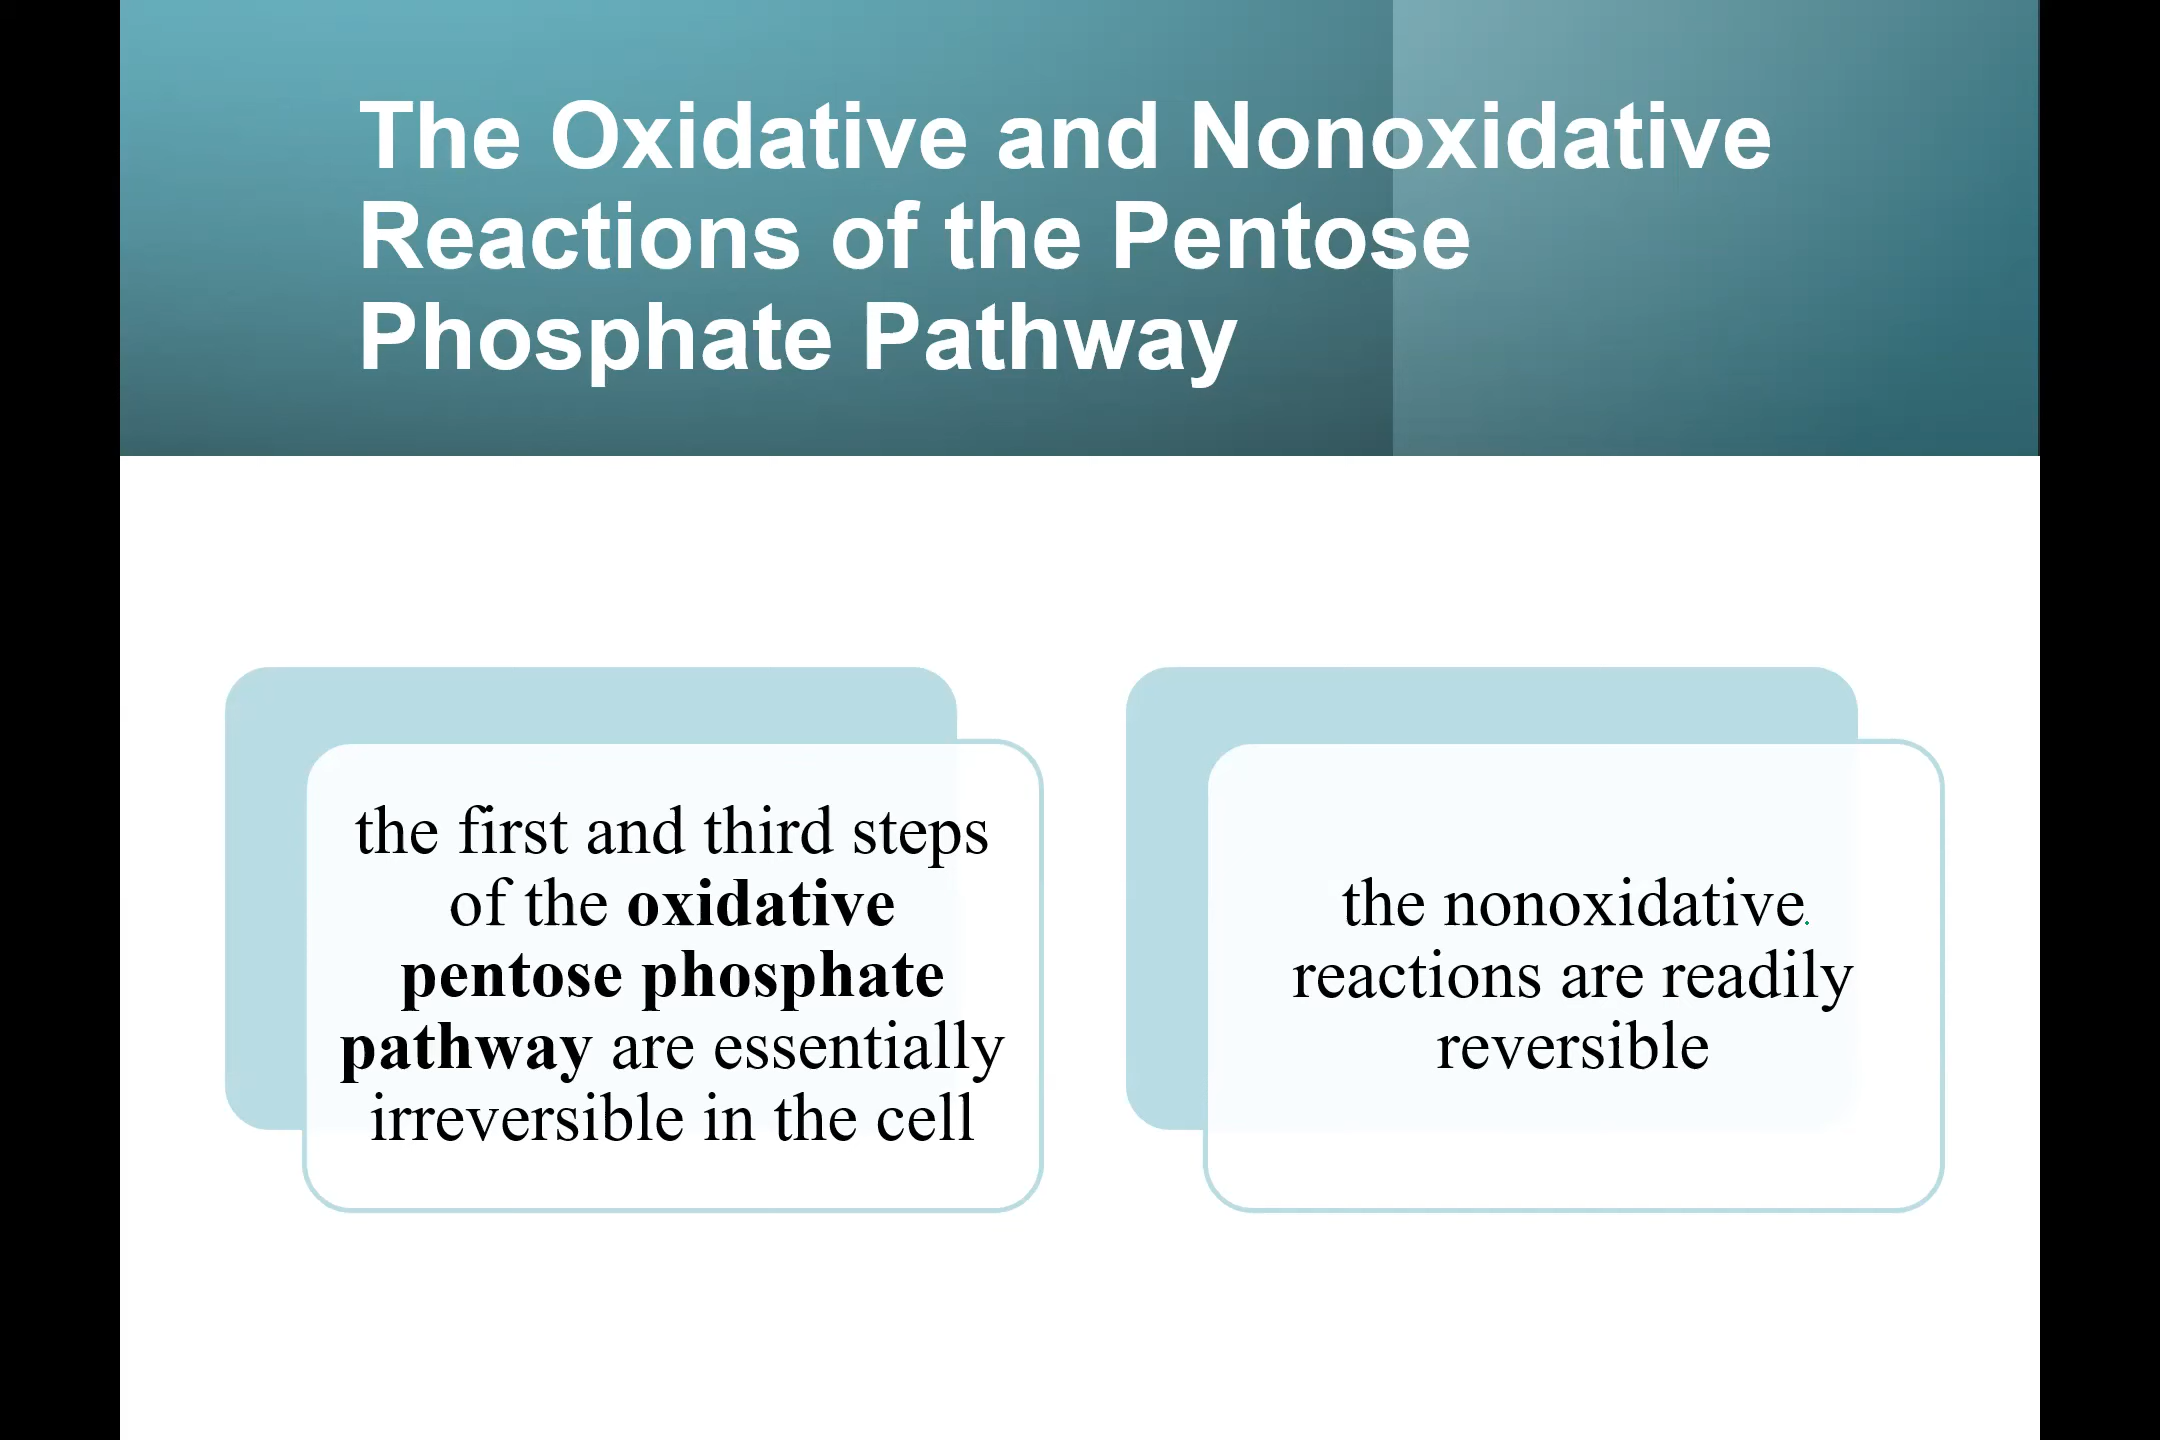 The Oxidative and Nonoxidative
Reactions of the Pentose
Phosphate Pathway
the first and third steps
of the oxidative
pentose phosphate
pathway are essentially
irreversible in the cell
the nonoxidative
reactions are readily
reversible